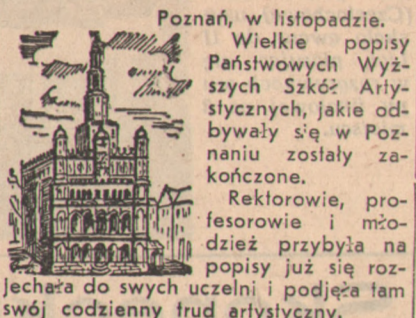 Poznań, w listopadzie.
Wielkie popisy
Państwowych Wyż-
szych Szkół Arty-
stycznych, jakie od-
bywały się w Poz-
naniu zostały za-
kończone.
Rektorowie, pro-
fesorowie i mło-
dzież przybyła na
popisy już się roz-
jechała do swych uczelni i podjęła tam
swój codzienny trud artystyczny.